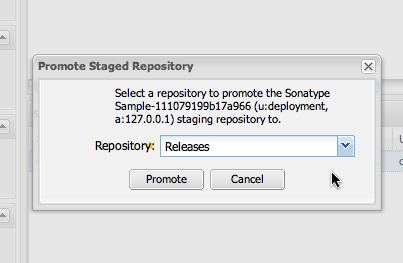 Promote Staged Repository
Select a repository to promote the Sonatype
Sample-111079199b17a966 (u:deployment,
a:127.0.0.1) staging repository to.
Repository: Releases
Promote Cancel